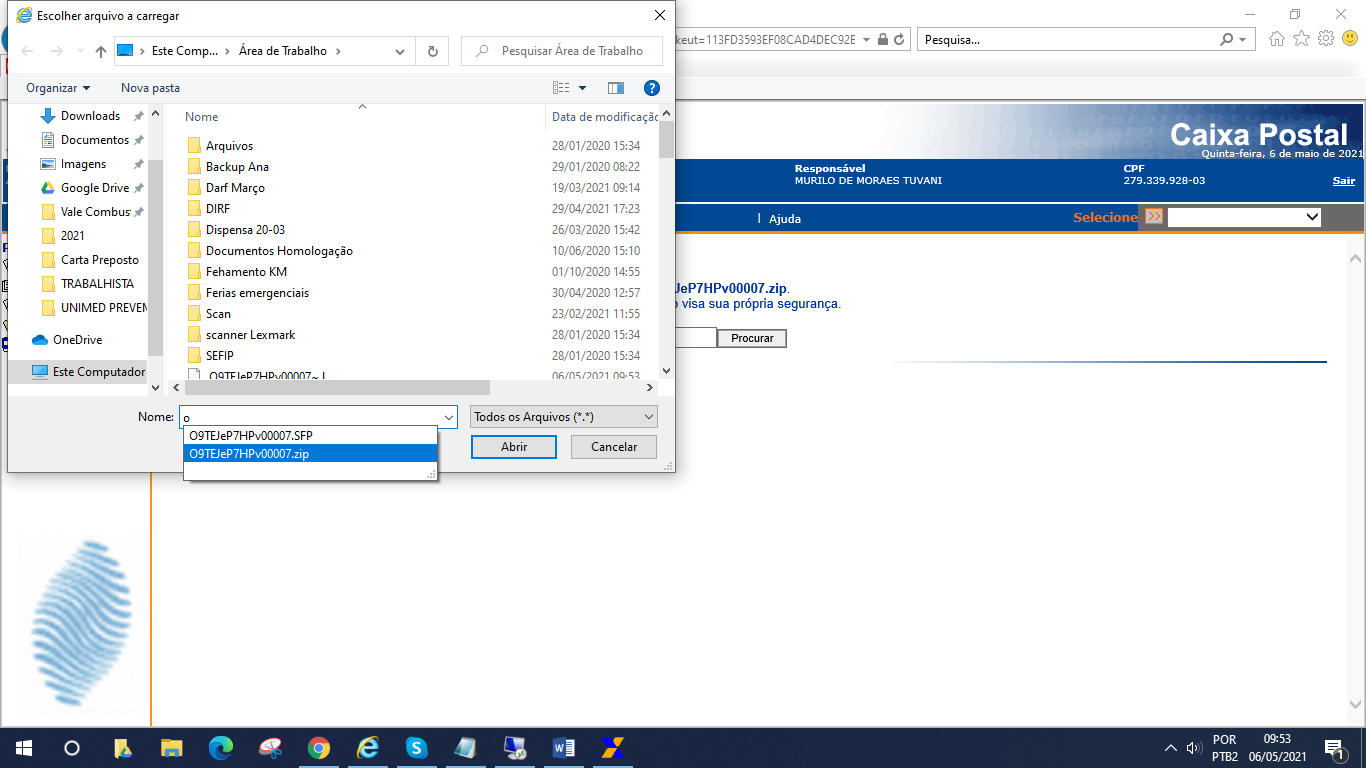 Escolher arquivo a carregar
Este Comp... Área de Trabalho
Pesquisar Área de Trabalho
keut=113FD3593EF08CAD4DEC92E
Pesquisa...
Organizar
Nova pasta
Downloads
Documentos
Imagens
Google Drive
Vale Combus
2021
Carta Preposto
TRABALHISTA
UNIMED PREVEN
OneDrive
Este Computador
Nome Data de modificaçã
Arquivos 28/01/2020 15:34
Backup Ana 29/01/2020 08:22
Darf Março 19/03/2021 09:14
DIRF 29/04/2021 17:23
Dispensa 20-03 26/03/2020 15:42
Documentos Homologação 10/06/2020 15:10
Fehamento KM 01/10/2020 14:55
Ferias emergenciais 30/04/2020 12:57
Scan 23/02/2021 11:55
scanner Lexmark 28/01/2020 15:34
SEFIP 28/01/2020 15:34
06/05/2021 09:53
Nome: o
Todos os Arquivos (*.*)
O9TEJeP7HPv00007.SFP
O9TEJeP7HPv00007.zip
Abrir
Cancelar
Caixa Postal
Quinta-feira, 6 de maio de 2021
Responsável
MURILO DE MORAES TUVANI
CPF
279.339.928-03
Sair
| Ajuda
Selecione
JeP7HPv00007.zip.
o visa sua própria segurança.
Procurar
POR
PTB2
09:53
06/05/2021
1